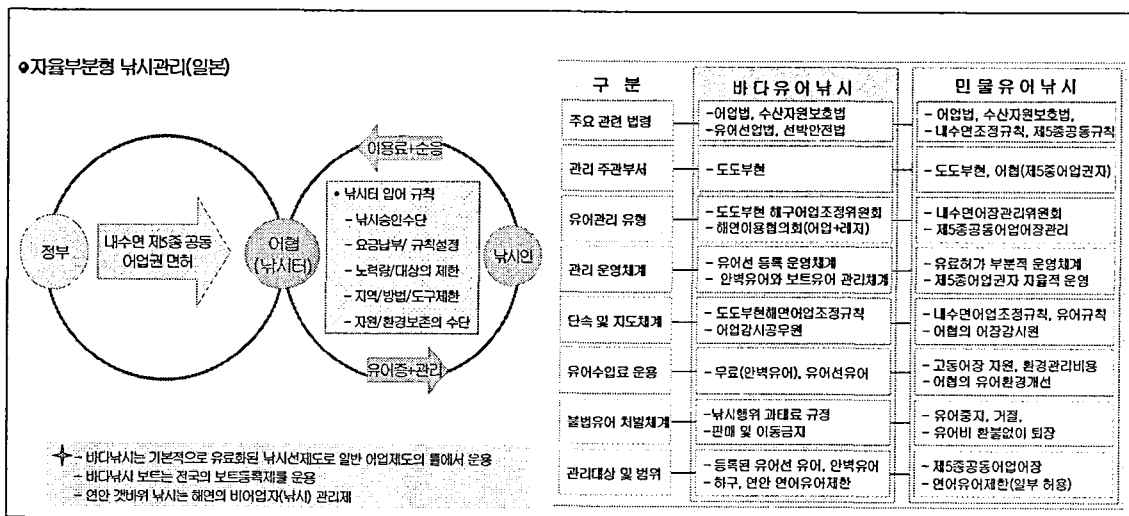 자율부분형 낚시관리(일본)
이용료+순응
정부
내수면 제5종 공동
어업권 면허
어협
(낚시터)
• 낚시터 입어 규칙
- 낚시승인수단
- 요금납부/ 규칙설정
- 노력량/대상의 제한
- 지역/방법/도구제한
- 자원/환경보존의 수단
낚시인
유어증+관리
- 바다낚시는 기본적으로 유료화된 낚시선제도로 일반 어업제도의 틀에서 운용
- 바다낚시 보트는 전국의 보트등록제를 운용
- 연안 갯바위 낚시는 해면의 비어업자(낚시) 관리제
구 분
바다유어낚시
민물유어낚시
주요 관련 법령
-어업법, 수산자원보호법
-유어선업법, 선박안전법
- 어업법, 수산자원보호법,
- 내수면조정규칙, 제5종공동규칙
관리 주관부서
- 도도부현
- 도도부현, 어협(제5종어업권자)
유어관리 유형
- 도도부현 해구어업조정위원회
- 해면이용협의회(어업+레저)
- 내수면어장관리위원회
- 제5종공동어업어장관리
관리 운영체계
- 유어선 등록 운영체계
- 안벽유어와 보트유어 관리체계
- 유료허가 부분적 운영체계
- 제5종어업권자 자율적 운영
단속 및 지도체계
- 도도부현해면어업조정규칙
- 어업감시공무원
- 내수면어업조정규칙, 유어규칙
- 어협의 어장감시원
유어수입료 운용
- 무료(안벽유어), 유어선유어
- 공동어장 자원, 환경관리비용
- 어협의 유어환경개선
불법유어 처벌체계
-낚시행위 과태료 규정
- 판매 및 이동금지
- 유어중지, 거절,
- 유어비 환불없이 퇴장
관리대상 및 범위
- 등록된 유어선 유어, 안벽유어
- 하구, 연안 연어유어제한
- 제5종공동어업어장
- 연어유어제한(일부 허용)